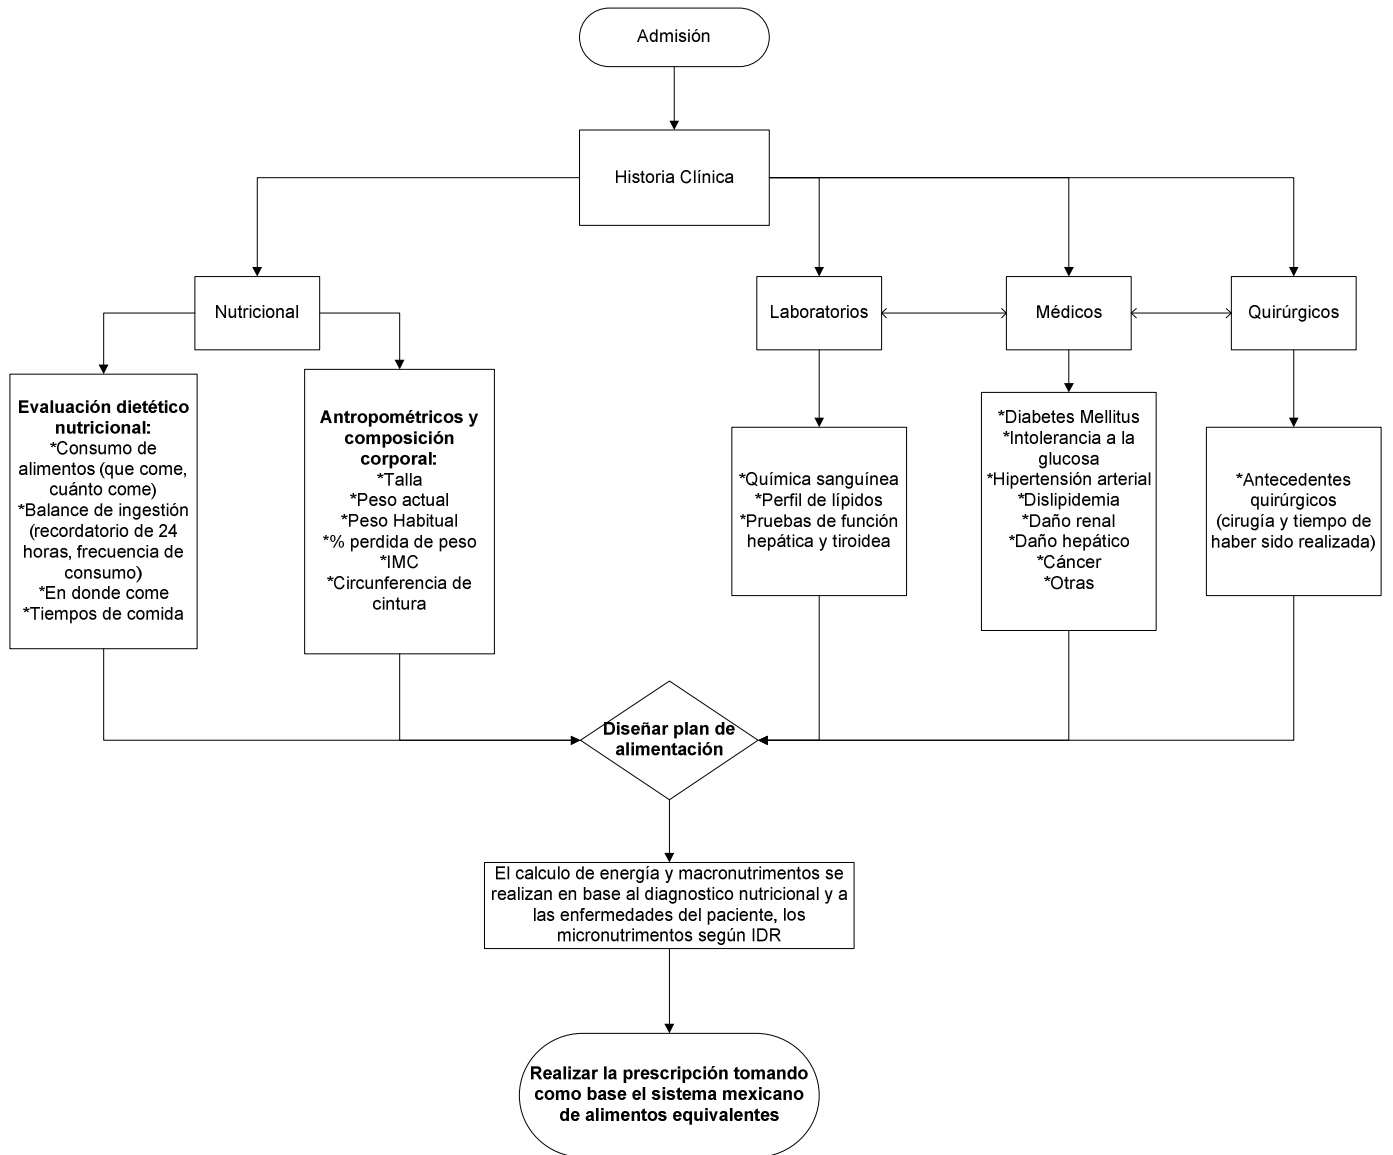 Admisión
Historia Clínica
Nutricional
Laboratorios
Médicos
Quirúrgicos
Evaluación dietético
nutricional:
*Consumo de
alimentos (que come,
cuánto come)
*Balance de ingestión
(recordatorio de 24
horas, frecuencia de
consumo)
*En donde come
*Tiempos de comida
Antropométricos y
composición
corporal:
*Talla
*Peso actual
*Peso Habitual
*% perdida de peso
*IMC
*Circunferencia de
cintura
*Química sanguínea
*Perfil de lípidos
*Pruebas de función
hepática y tiroidea
*Diabetes Mellitus
*Intolerancia a la
glucosa
*Hipertensión arterial
*Dislipidemia
*Daño renal
*Daño hepático
*Cáncer
*Otras
*Antecedentes
quirúrgicos
(cirugía y tiempo de
haber sido realizada)
Diseñar plan de
alimentación
El calculo de energía y macronutrimentos se
realizan en base al diagnostico nutricional y a
las enfermedades del paciente, los
micronutrimentos según IDR
Realizar la prescripción tomando
como base el sistema mexicano
de alimentos equivalentes